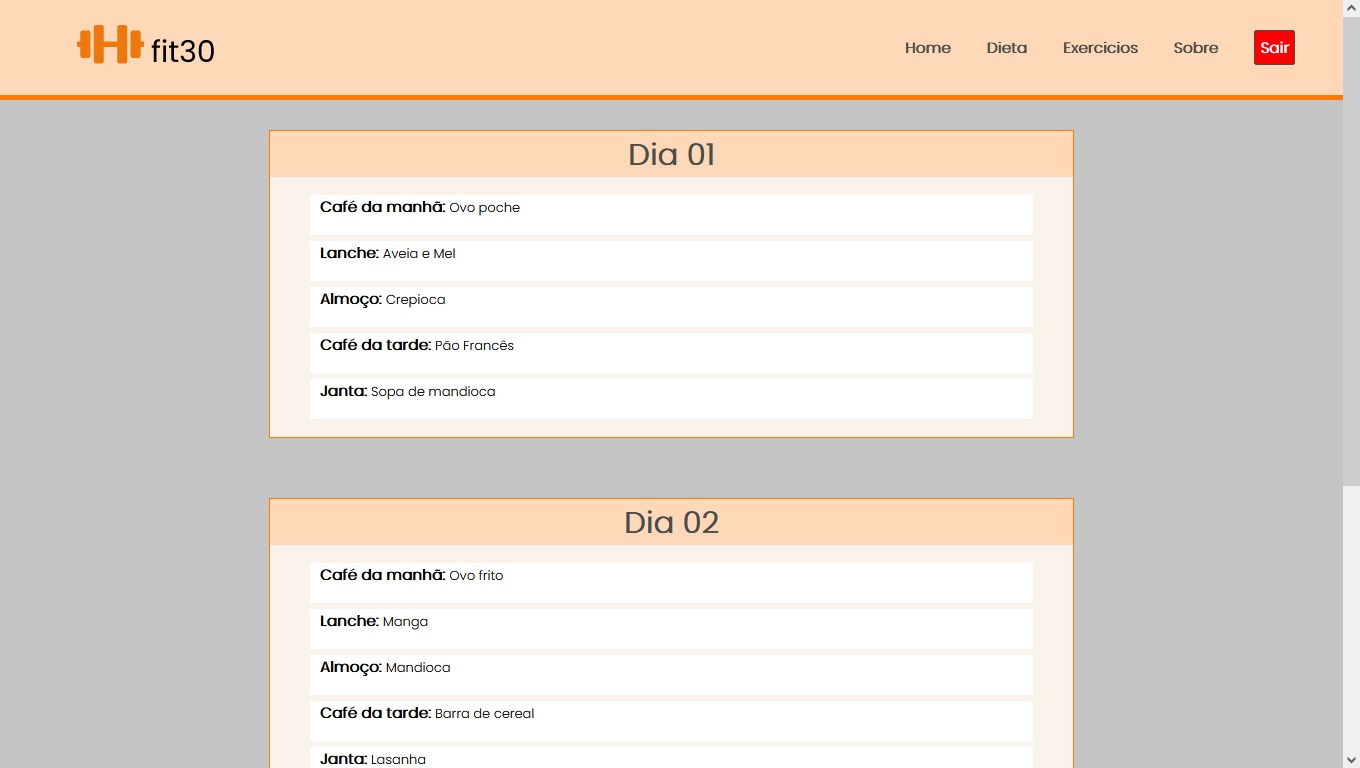 fit30
Home Dieta Exercicios Sobre Sair
Dia 01
Café da manhã: Ovo poche
Lanche: Aveia e Mel
Almoço: Crepioca
Café da tarde: Pão Francês
Janta: Sopa de mandioca
Dia 02
Café da manhã: Ovo frito
Lanche: Manga
Almoço: Mandioca
Café da tarde: Barra de cereal
Janta: Lasanha